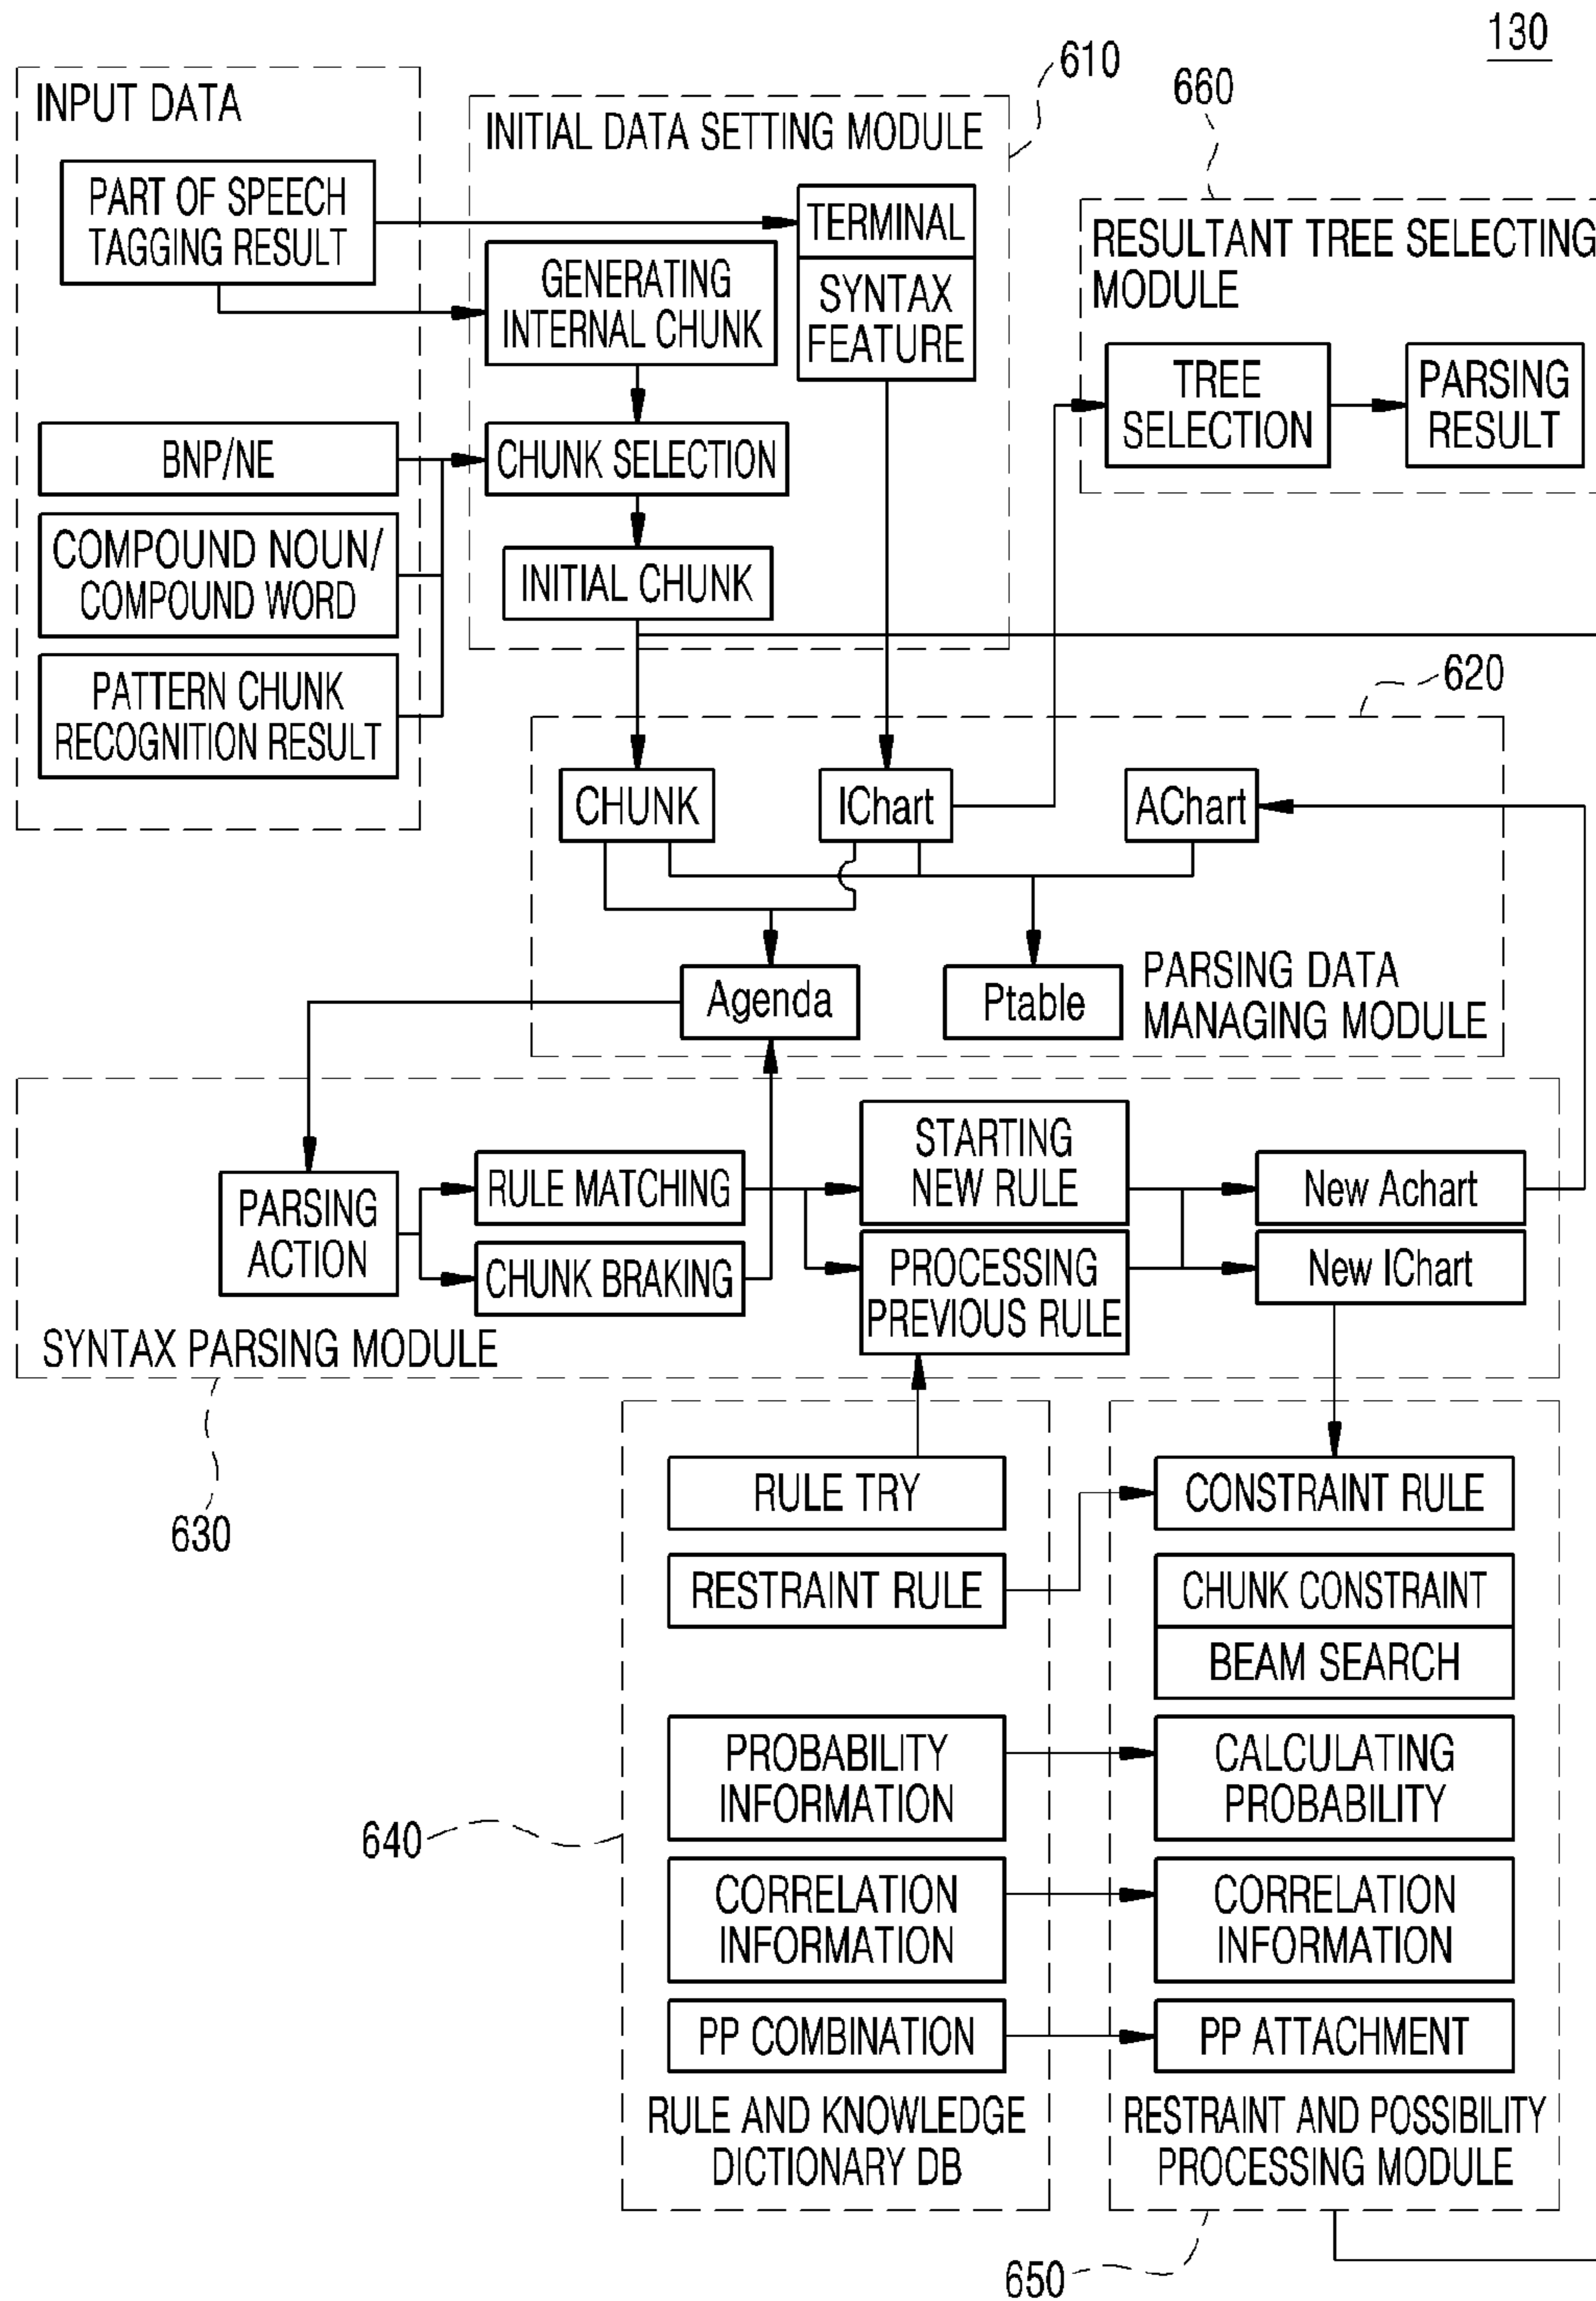 130
610
660
INPUT DATA
PART OF SPEECH
TAGGING RESULT
BNP/NE
COMPOUND NOUN/
COMPOUND WORD
PATTERN CHUNK
RECOGNITION RESULT
INITIAL DATA SETTING MODULE
TERMINAL
SYNTAX
FEATURE
GENERATING
INTERNAL CHUNK
CHUNK SELECTION
INITIAL CHUNK
RESULTANT TREE SELECTING
MODULE
TREE
SELECTION
PARSING
RESULT
620
CHUNK
IChart
AChart
Agenda
Ptable
PARSING DATA
MANAGING MODULE
PARSING
ACTION
RULE MATCHING
CHUNK BRAKING
STARTING
NEW RULE
PROCESSING
PREVIOUS RULE
New Achart
New IChart
SYNTAX PARSING MODULE
630
RULE TRY
RESTRAINT RULE
PROBABILITY
INFORMATION
CORRELATION
INFORMATION
PP COMBINATION
RULE AND KNOWLEDGE
DICTIONARY DB
640
CONSTRAINT RULE
CHUNK CONSTRAINT
BEAM SEARCH
CALCULATING
PROBABILITY
CORRELATION
INFORMATION
PP ATTACHMENT
RESTRAINT AND POSSIBILITY
PROCESSING MODULE
650